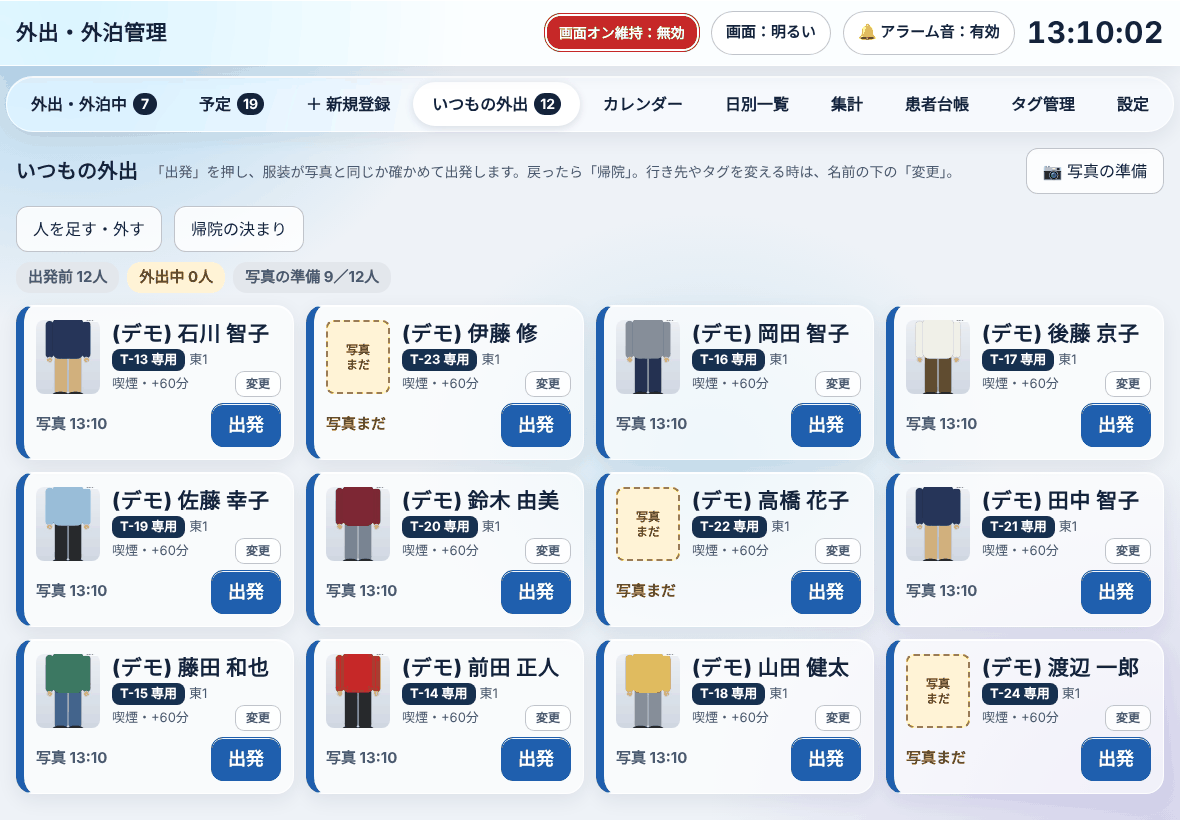 外出・外泊管理
画面オン維持：無効
画面：明るい
🔔 アラーム音：有効
13:10:02
外出・外泊中 7
予定 19
＋ 新規登録
いつもの外出 12
カレンダー
日別一覧
集計
患者台帳
タグ管理
設定
いつもの外出
「出発」を押し、服装が写真と同じか確かめて出発します。戻ったら「帰院」。行き先やタグを変える時は、名前の下の「変更」。
📷 写真の準備
人を足す・外す
帰院の決まり
出発前 12人
外出中 0人
写真の準備 9／12人
(デモ) 石川 智子
T-13 専用 東1
喫煙・+60分
変更
写真 13:10
出発
写真
まだ
(デモ) 伊藤 修
T-23 専用 東1
喫煙・+60分
変更
写真まだ
出発
(デモ) 岡田 智子
T-16 専用 東1
喫煙・+60分
変更
写真 13:10
出発
(デモ) 後藤 京子
T-17 専用 東1
喫煙・+60分
変更
写真 13:10
出発
(デモ) 佐藤 幸子
T-19 専用 東1
喫煙・+60分
変更
写真 13:10
出発
(デモ) 鈴木 由美
T-20 専用 東1
喫煙・+60分
変更
写真 13:10
出発
写真
まだ
(デモ) 高橋 花子
T-22 専用 東1
喫煙・+60分
変更
写真まだ
出発
(デモ) 田中 智子
T-21 専用 東1
喫煙・+60分
変更
写真 13:10
出発
(デモ) 藤田 和也
T-15 専用 東1
喫煙・+60分
変更
写真 13:10
出発
(デモ) 前田 正人
T-14 専用 東1
喫煙・+60分
変更
写真 13:10
出発
(デモ) 山田 健太
T-18 専用 東1
喫煙・+60分
変更
写真 13:10
出発
写真
まだ
(デモ) 渡辺 一郎
T-24 専用 東1
喫煙・+60分
変更
写真まだ
出発